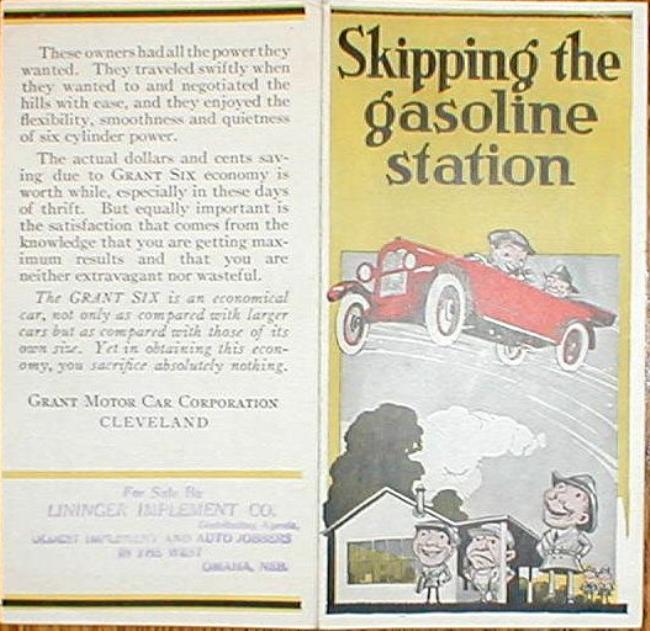 These owners had all the power they
wanted. They traveled swiftly when
they wanted to and negotiated the
hills with ease, and they enjoyed the
flexibility, smoothness and quietness
of six cylinder power.
The actual dollars and cents sav-
ing due to GRANT SIX economy is
worth while, especially in these days
of thrift. But equally important is
the satisfaction that comes from the
knowledge that you are getting max-
imum results and that you are
neither extravagant nor wasteful.
The GRANT SIX is an economical
car, not only as compared with larger
cars but as compared with those of its
own size. Yet in obtaining this econ-
omy, you sacrifice absolutely nothing.
GRANT MOTOR CAR CORPORATION
CLEVELAND
For Sale By
LININGER IMPLEMENT CO.
Distributing Agents,
OLDEST IMPLEMENT AND AUTO JOBBERS
IN THE WEST
OMAHA, NEB.
Skipping the
gasoline
station